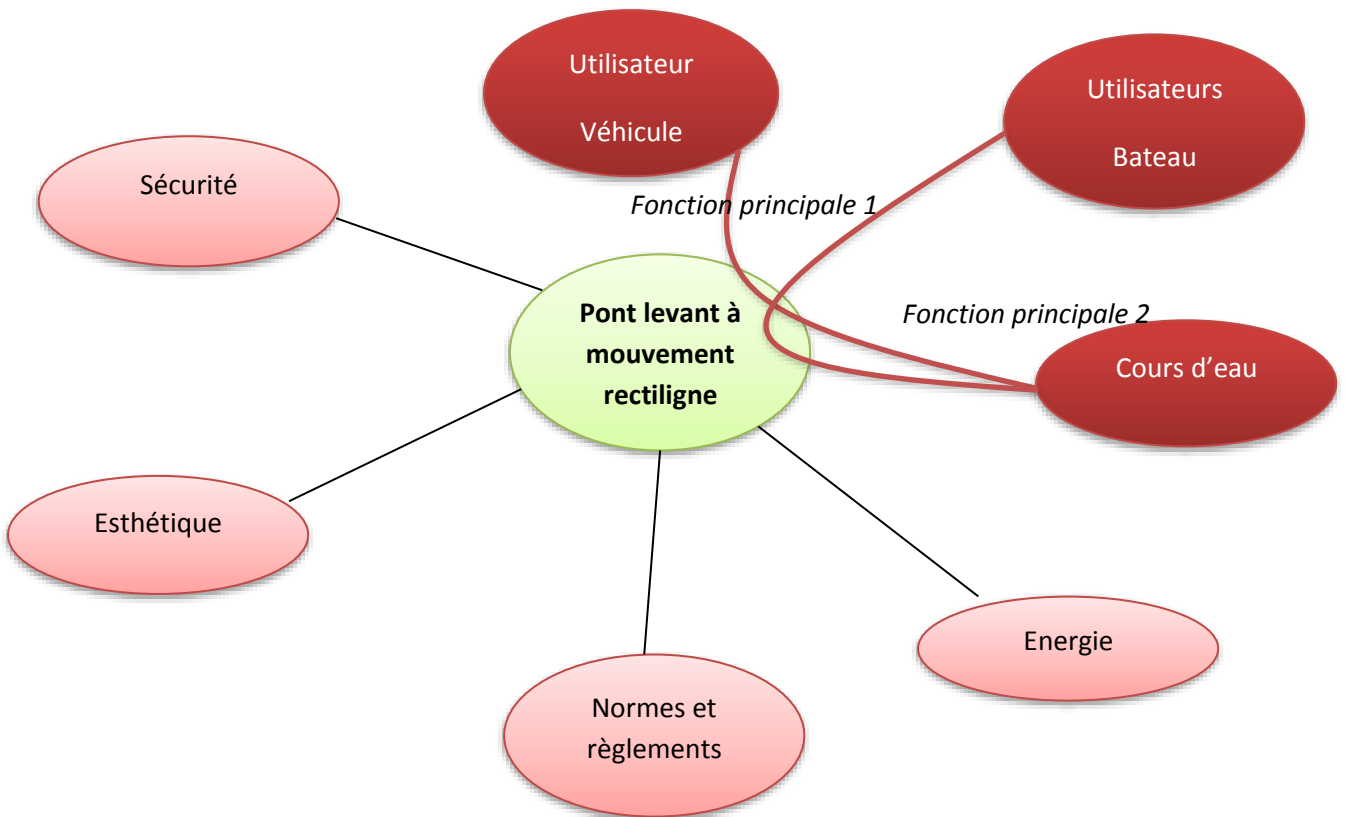 Utilisateur
Véhicule
Utilisateurs
Bateau
Sécurité
Fonction principale 1
Pont levant à
mouvement
rectiligne
Fonction principale 2
Cours d’eau
Esthétique
Energie
Normes et
règlements